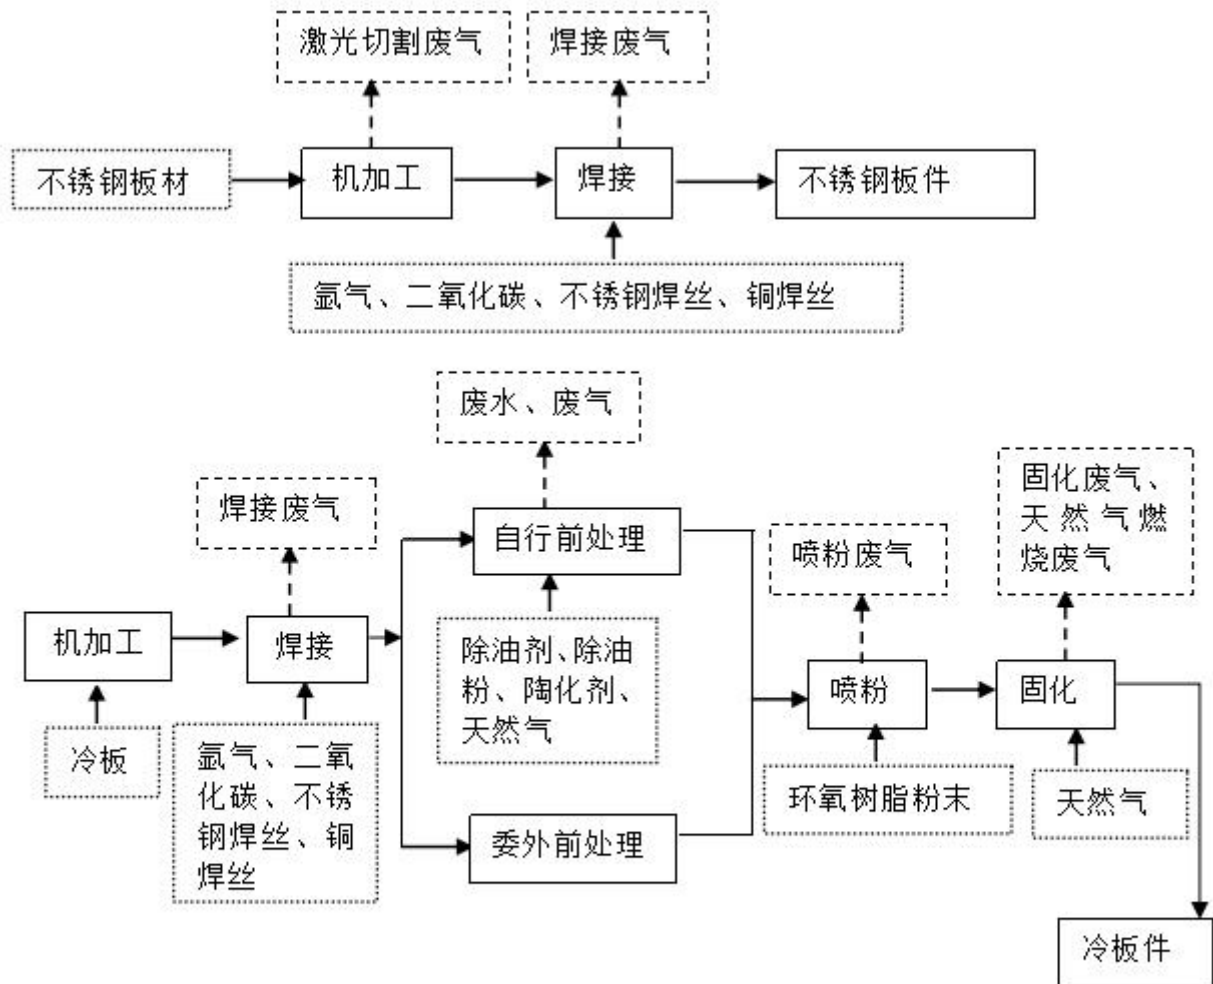 激光切割废气
焊接废气
不锈钢板材
机加工
焊接
不锈钢板件
氩气、二氧化碳、不锈钢焊丝、铜焊丝
废水、废气
焊接废气
自行前处理
喷粉废气
固化废气、
天然气燃
烧废气
机加工
焊接
除油剂、除油
粉、陶化剂、
天然气
喷粉
固化
冷板
氩气、二氧
化碳、不锈
钢焊丝、铜
焊丝
委外前处理
环氧树脂粉末
天然气
冷板件